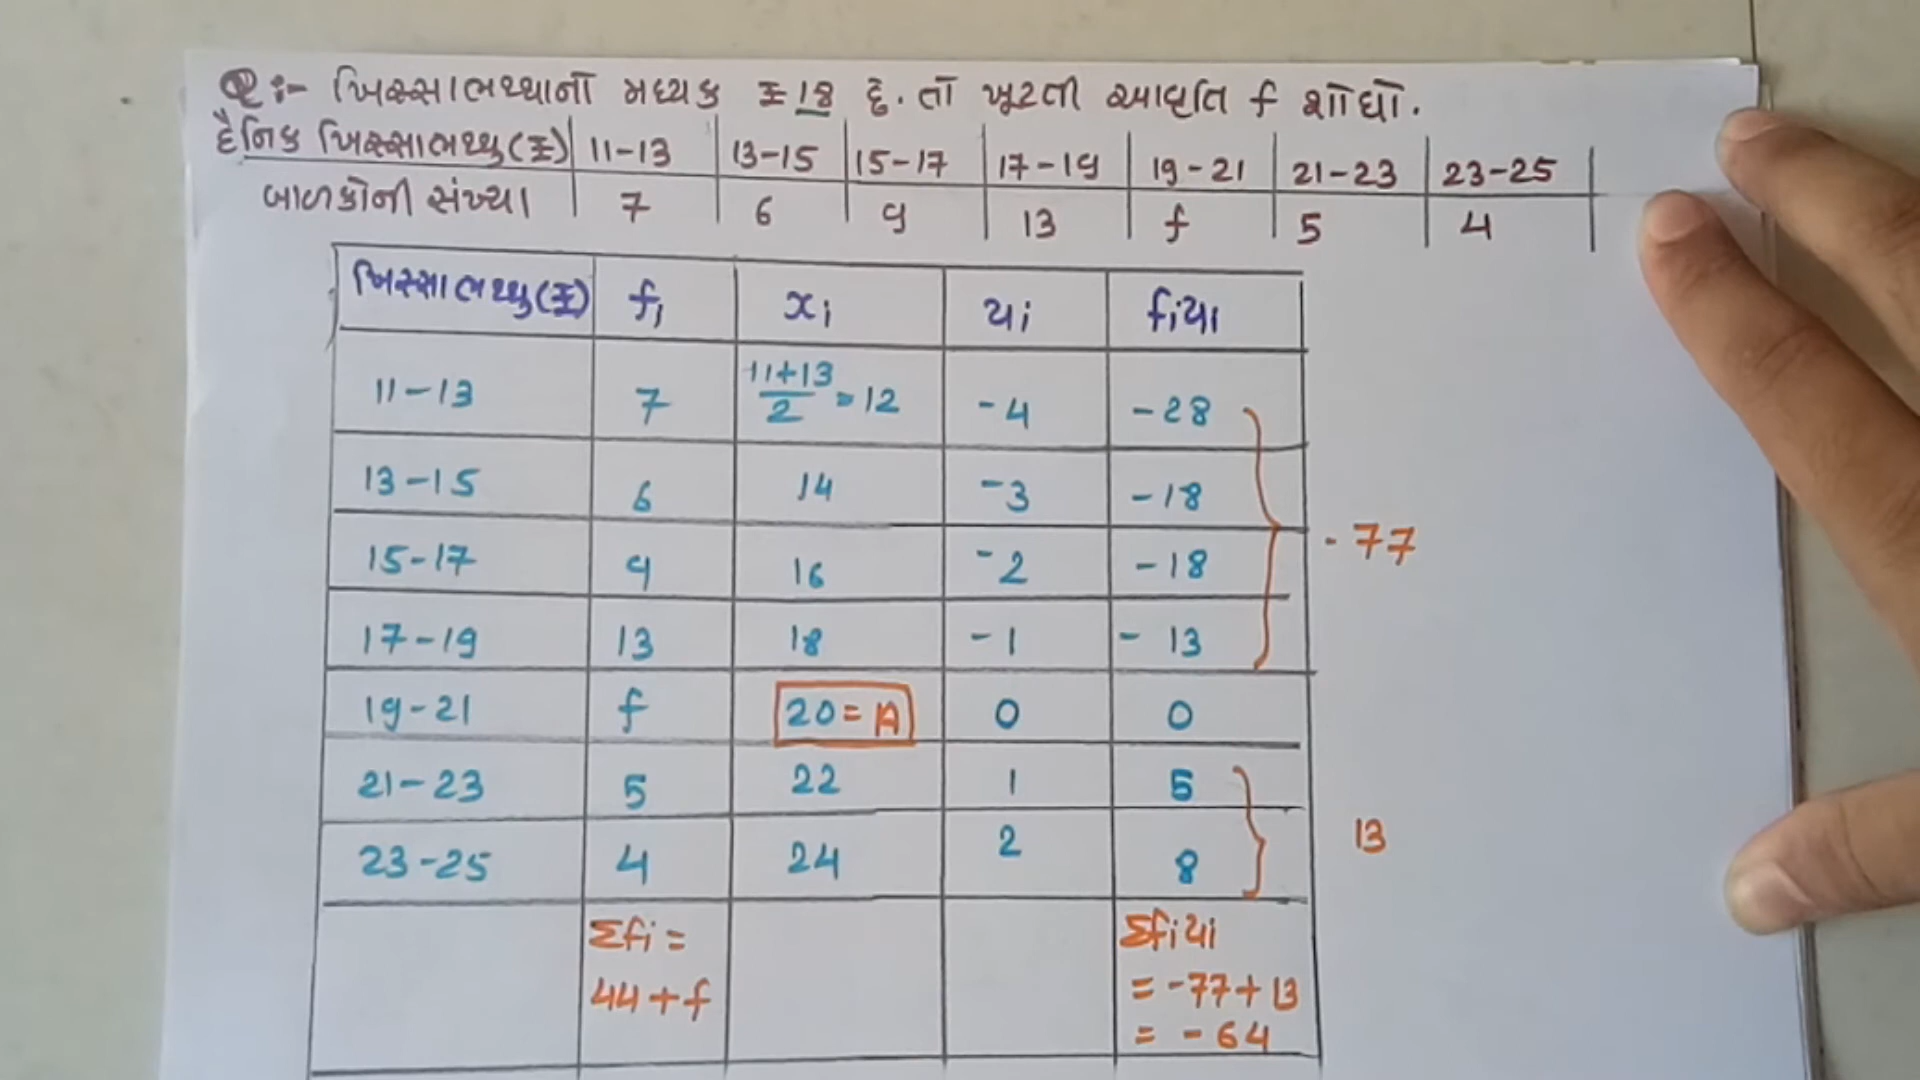 Q :- ખિસ્સાભથ્થાનો મધ્યક ₹ 18 છે. તો ખૂટતી આવૃતિ f શોધો.
દૈનિક ખિસ્સાભથ્થુ (₹) 11-13 13-15 15-17 17-19 19-21 21-23 23-25
બાળકોની સંખ્યા 7 6 9 13 f 5 4
ખિસ્સાભથ્થુ (₹) fi xi ui fiui
11-13 7 11+13/2 = 12 -4 -28
13-15 6 14 -3 -18
15-17 9 16 -2 -18
- 77
17-19 13 18 -1 - 13
19-21 f 20 = A 0 0
21-23 5 22 1 5
13
23-25 4 24 2 8
Σfi = Σfiui
44+f = -77+13
= -64